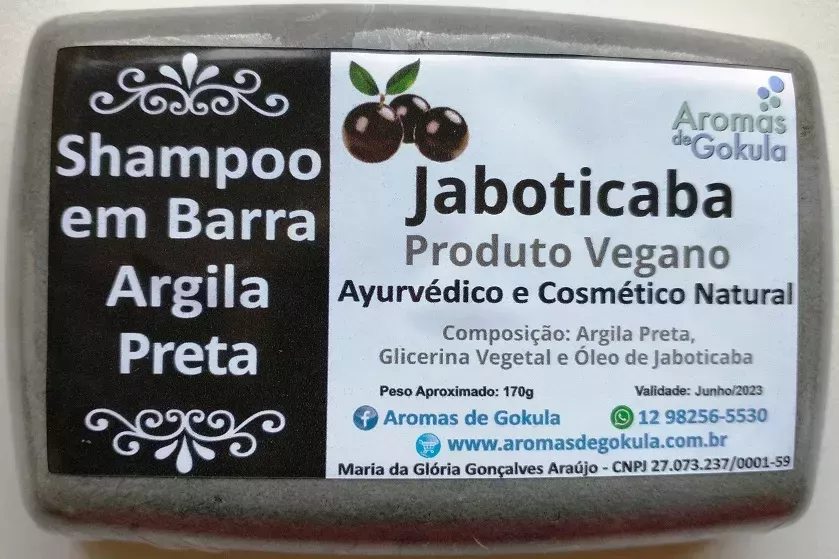 Shampoo
em Barra
Argila
Preta
Aromas
de Gokula
Jaboticaba
Produto Vegano
Ayurvédico e Cosmético Natural
Composição: Argila Preta,
Glicerina Vegetal e Óleo de Jaboticaba
Peso Aproximado: 170g Validade: Junho/2023
Aromas de Gokula 12 98256-5530
www.aromasdegokula.com.br
Maria da Glória Gonçalves Araújo - CNPJ 27.073.237/0001-59